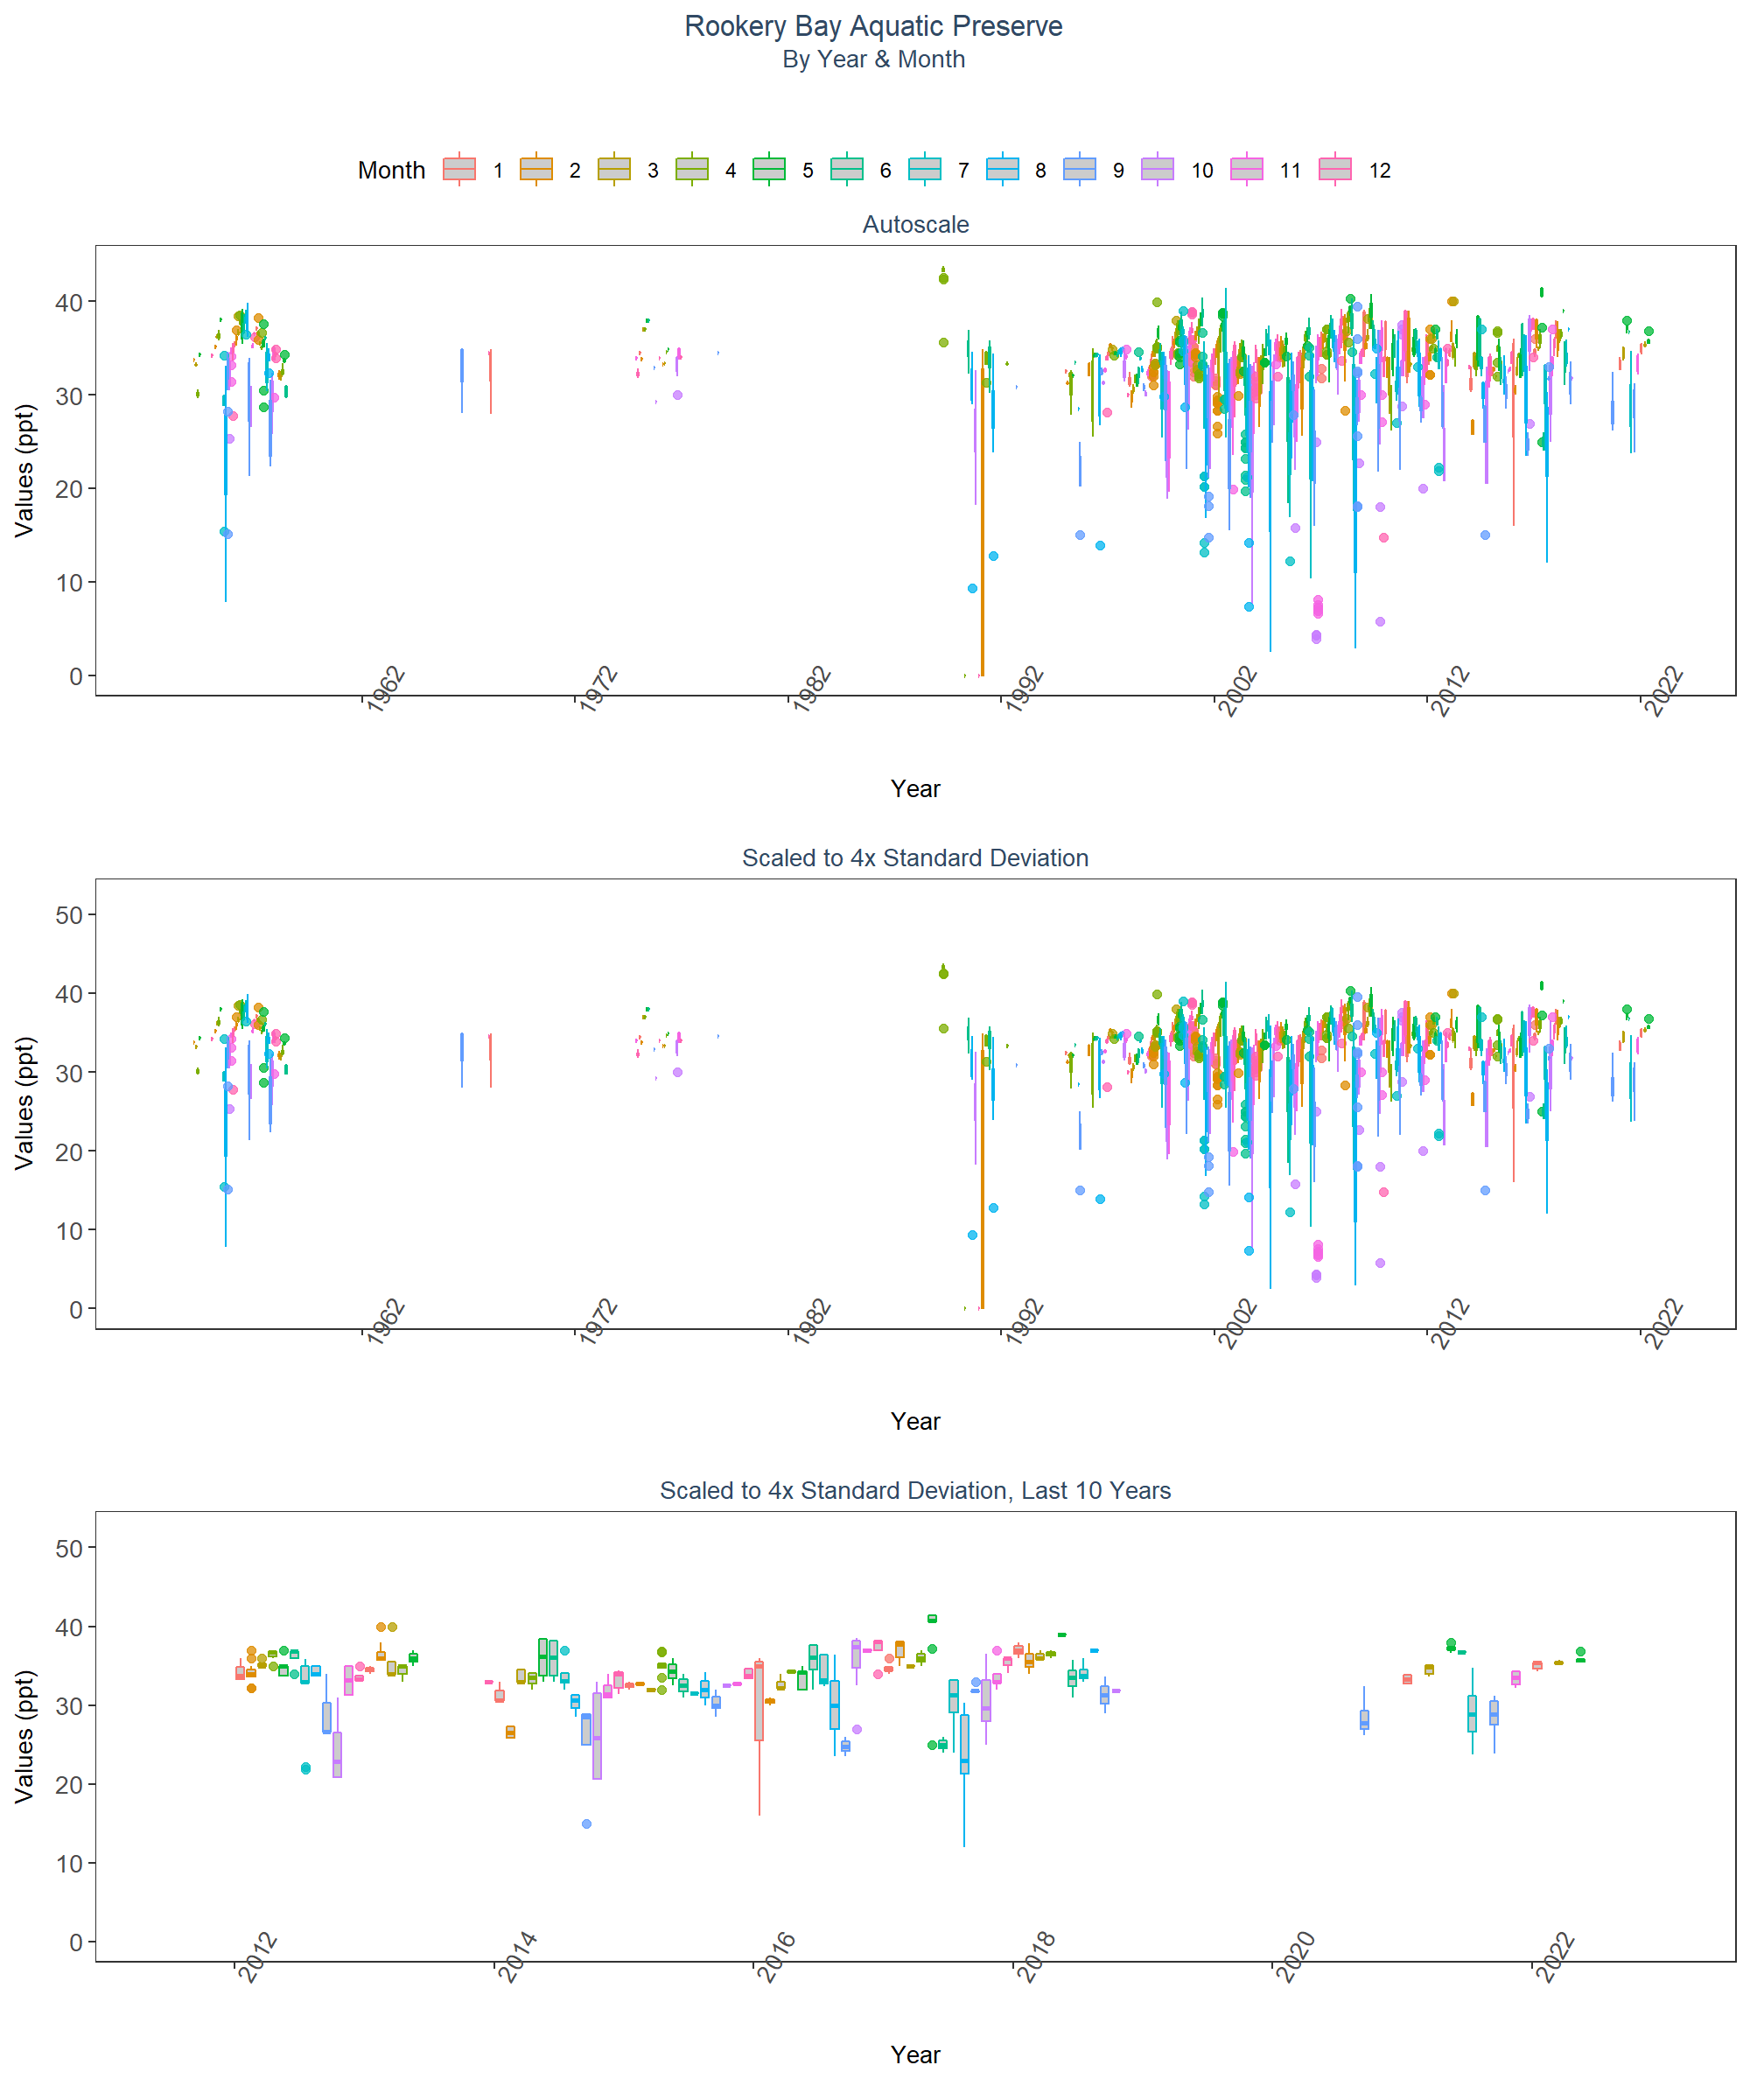 Rookery Bay Aquatic Preserve
By Year & Month
Month 1 2 3 4 5 6 7 8 9 10 11 12
Autoscale
Values (ppt)
40
30
20
10
0
1962 1972 1982 1992 2002 2012 2022
Year
Scaled to 4x Standard Deviation
Values (ppt)
50
40
30
20
10
0
1962 1972 1982 1992 2002 2012 2022
Year
Scaled to 4x Standard Deviation, Last 10 Years
Values (ppt)
50
40
30
20
10
0
2012 2014 2016 2018 2020 2022
Year